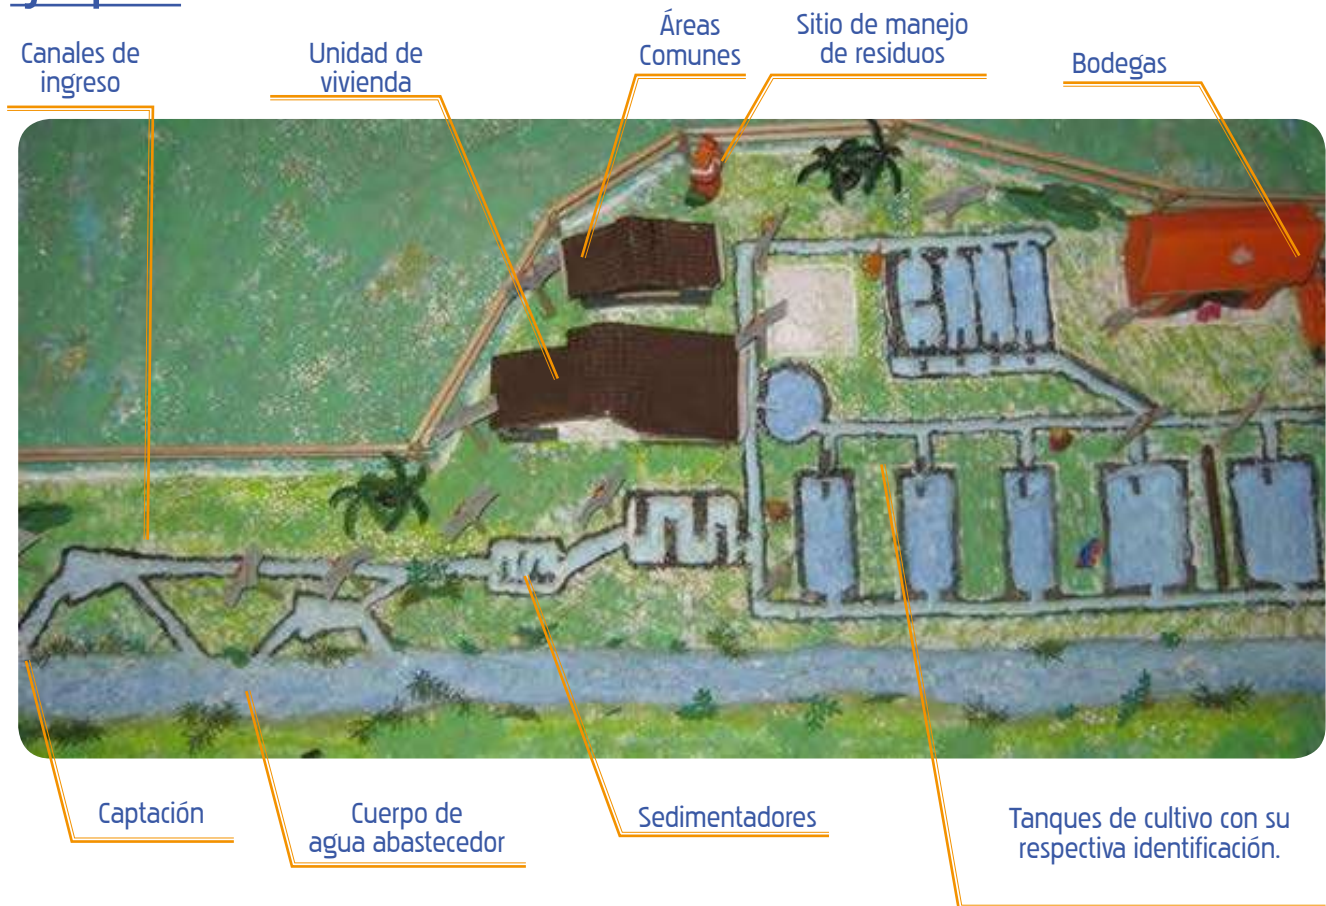 Canales de
ingreso
Unidad de
vivienda
Áreas
Comunes
Sitio de manejo
de residuos
Bodegas
Captación
Cuerpo de
agua abastecedor
Sedimentadores
Tanques de cultivo con su
respectiva identificación.